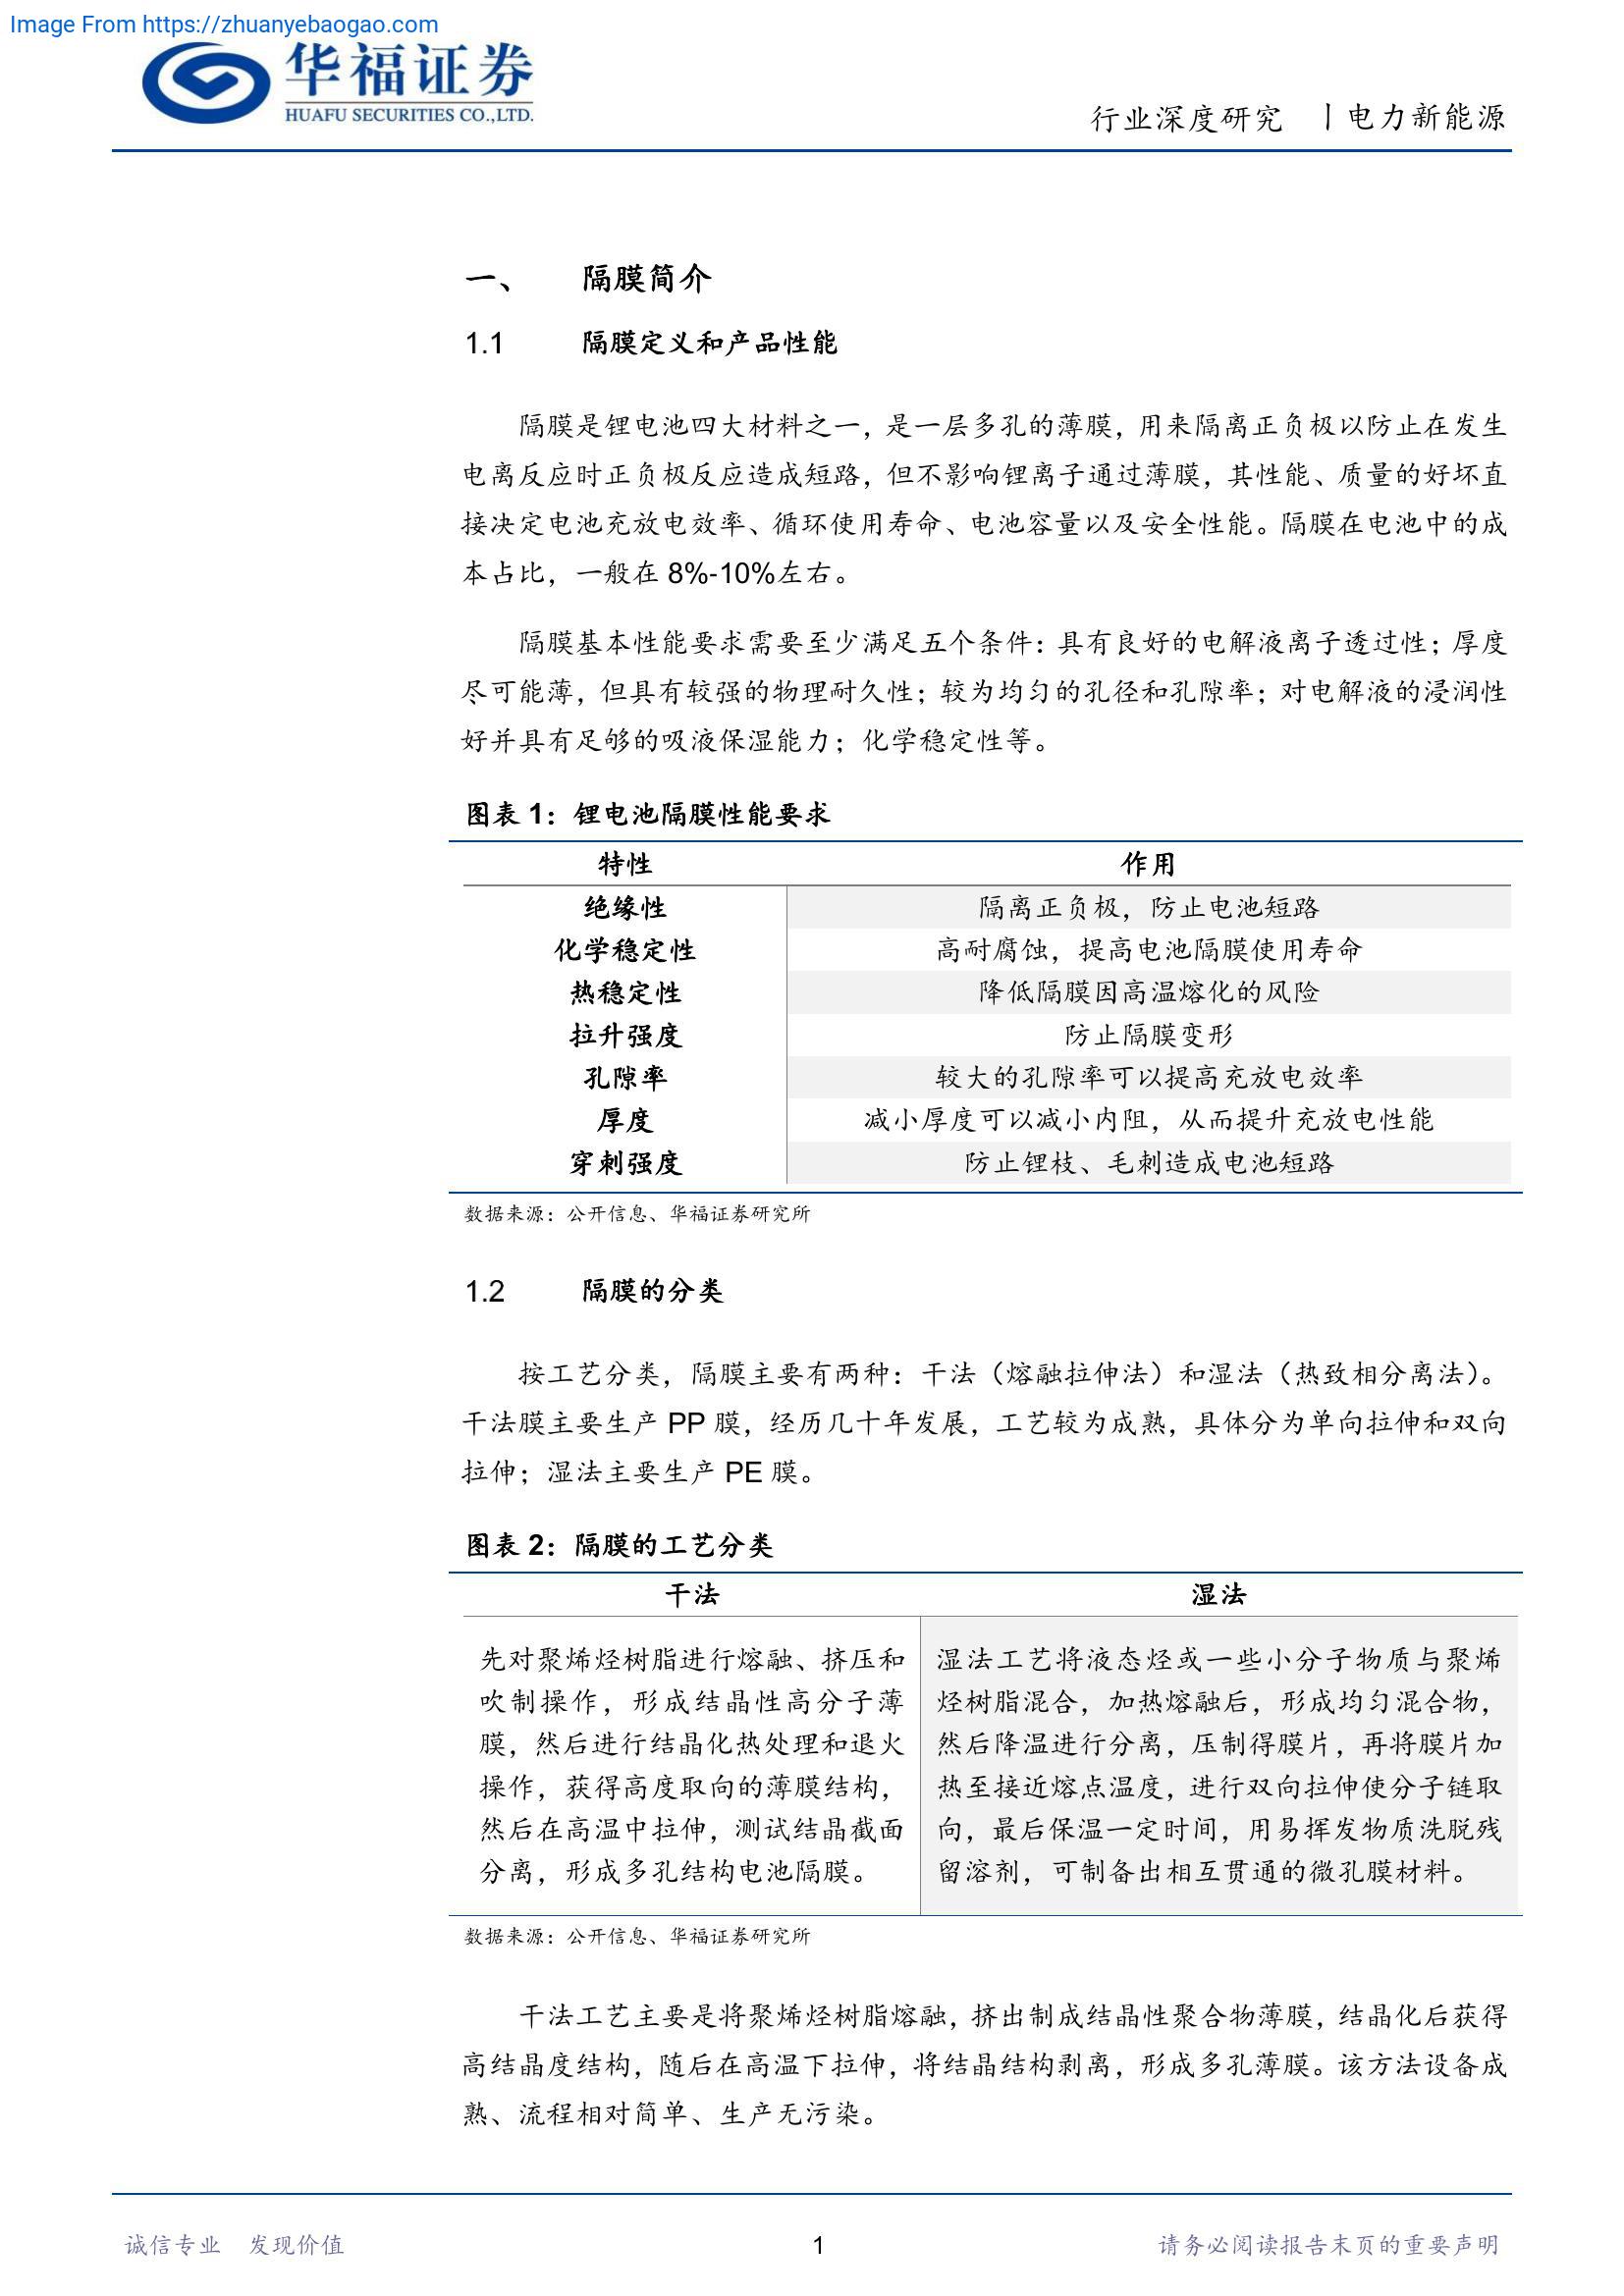 Image From https://zhuanyebaogao.com
华福证券
HUAFU SECURITIES CO.,LTD.
行业深度研究 丨电力新能源
一、 隔膜简介
1.1 隔膜定义和产品性能
隔膜是锂电池四大材料之一，是一层多孔的薄膜，用来隔离正负极以防止在发生
电离反应时正负极反应造成短路，但不影响锂离子通过薄膜，其性能、质量的好坏直
接决定电池充放电效率、循环使用寿命、电池容量以及安全性能。隔膜在电池中的成
本占比，一般在 8%-10%左右。
隔膜基本性能要求需要至少满足五个条件：具有良好的电解液离子透过性；厚度
尽可能薄，但具有较强的物理耐久性；较为均匀的孔径和孔隙率；对电解液的浸润性
好并具有足够的吸液保湿能力；化学稳定性等。
图表 1：锂电池隔膜性能要求
特性 作用
绝缘性 隔离正负极，防止电池短路
化学稳定性 高耐腐蚀，提高电池隔膜使用寿命
热稳定性 降低隔膜因高温熔化的风险
拉升强度 防止隔膜变形
孔隙率 较大的孔隙率可以提高充放电效率
厚度 减小厚度可以减小内阻，从而提升充放电性能
穿刺强度 防止锂枝、毛刺造成电池短路
数据来源：公开信息、华福证券研究所
1.2 隔膜的分类
按工艺分类，隔膜主要有两种：干法（熔融拉伸法）和湿法（热致相分离法）。
干法膜主要生产 PP 膜，经历几十年发展，工艺较为成熟，具体分为单向拉伸和双向
拉伸；湿法主要生产 PE 膜。
图表 2：隔膜的工艺分类
干法 湿法
先对聚烯烃树脂进行熔融、挤压和
吹制操作，形成结晶性高分子薄
膜，然后进行结晶化热处理和退火
操作，获得高度取向的薄膜结构，
然后在高温中拉伸，测试结晶截面
分离，形成多孔结构电池隔膜。
湿法工艺将液态烃或一些小分子物质与聚烯
烃树脂混合，加热熔融后，形成均匀混合物，
然后降温进行分离，压制得膜片，再将膜片加
热至接近熔点温度，进行双向拉伸使分子链取
向，最后保温一定时间，用易挥发物质洗脱残
留溶剂，可制备出相互贯通的微孔膜材料。
数据来源：公开信息、华福证券研究所
干法工艺主要是将聚烯烃树脂熔融，挤出制成结晶性聚合物薄膜，结晶化后获得
高结晶度结构，随后在高温下拉伸，将结晶结构剥离，形成多孔薄膜。该方法设备成
熟、流程相对简单、生产无污染。
诚信专业 发现价值 1 请务必阅读报告末页的重要声明